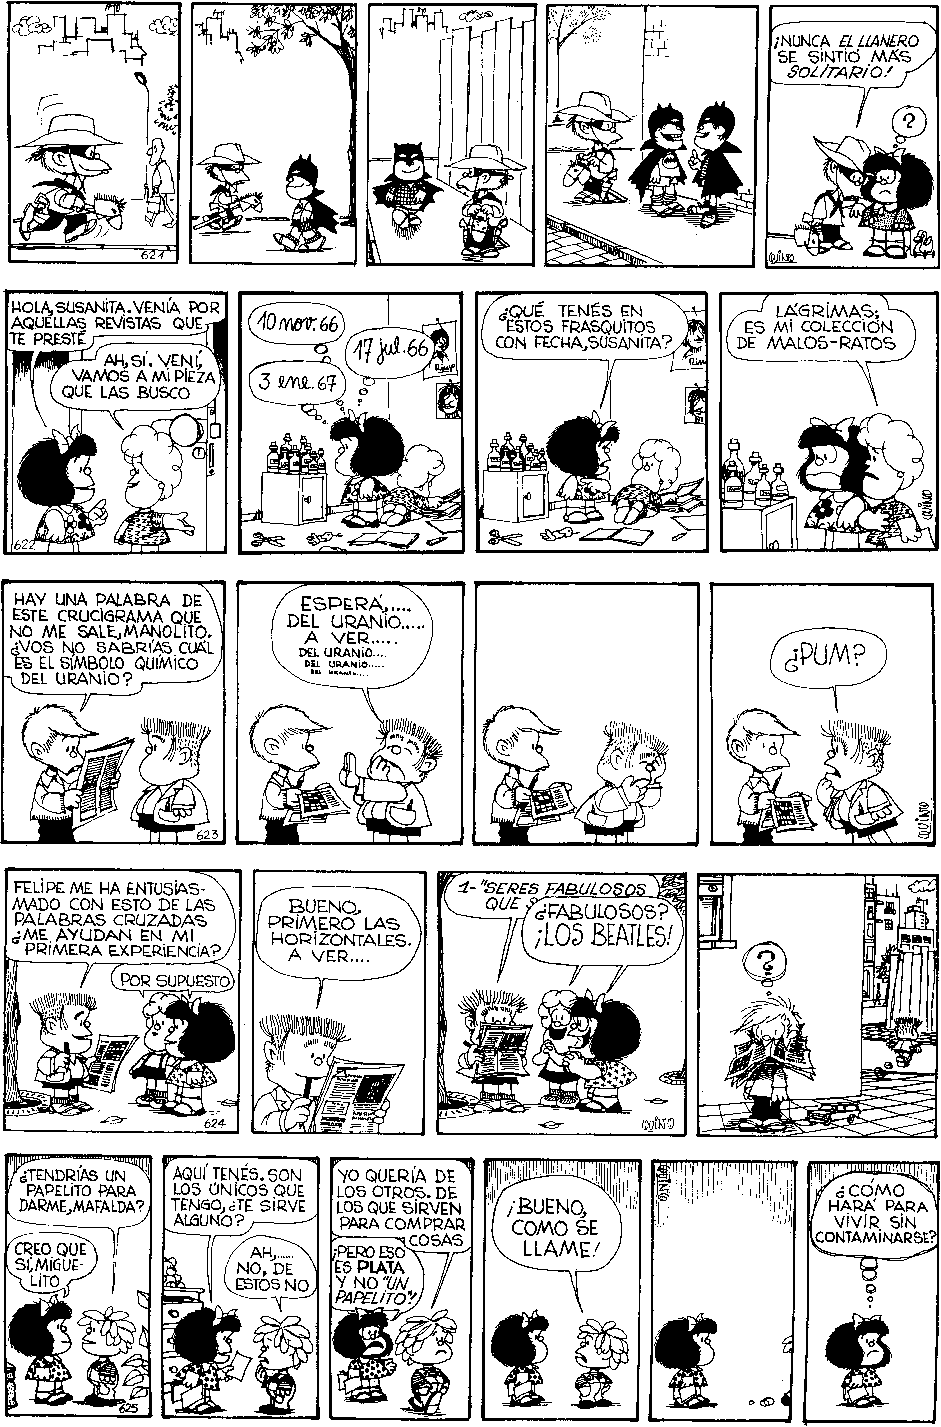 621
¡NUNCA EL LLANERO
SE SINTIÓ MÁS
SOLITARIO!
?
QUINO
HOLA, SUSANITA. VENÍA POR
AQUELLAS REVISTAS QUE
TE PRESTÉ
AH, SÍ. VENÍ,
VAMOS A MI PIEZA
QUE LAS BUSCO
622
10 nov. 66
17 jul. 66
3 ene. 67
Ringo
¿QUÉ TENÉS EN
ESTOS FRASQUITOS
CON FECHA, SUSANITA?
LÁGRIMAS;
ES MI COLECCIÓN
DE MALOS-RATOS
QUINO
HAY UNA PALABRA DE
ESTE CRUCIGRAMA QUE
NO ME SALE, MANOLITO.
¿VOS NO SABRÍAS CUÁL
ES EL SÍMBOLO QUÍMICO
DEL URANIO?
623
ESPERÁ,.....
DEL URANIO.....
A VER.....
DEL URANIO....
DEL URANIO.....
DEL URANIO.....
¿¡PUM?
QUINO
FELIPE ME HA ENTUSIAS-
MADO CON ESTO DE LAS
PALABRAS CRUZADAS
¿ME AYUDAN EN MI
PRIMERA EXPERIENCIA?
POR SUPUESTO
624
BUENO,
PRIMERO LAS
HORIZONTALES.
A VER....
1-"SERES FABULOSOS
QUE
¿¡FABULOSOS?
¡LOS BEATLES!
QUINO
?
¿TENDRÍAS UN
PAPELITO PARA
DARME, MAFALDA?
CREO QUE
SÍ, MIGUE-
LITO
625
AQUÍ TENÉS. SON
LOS ÚNICOS QUE
TENGO, ¿TE SIRVE
ALGUNO?
AH,.....
NO, DE
ESTOS NO
YO QUERÍA DE
LOS OTROS. DE
LOS QUE SIRVEN
PARA COMPRAR
COSAS
¡PERO ESO
ES PLATA
Y NO "UN
PAPELITO"!
¡BUENO,
COMO SE
LLAME!
QUINO
¿CÓMO
HARÁ PARA
VIVIR SIN
CONTAMINARSE?